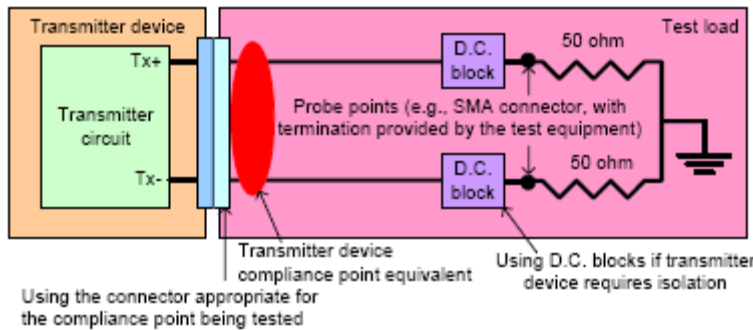 Transmitter device
Test load
Tx+
D.C.
block
50 ohm
Transmitter
circuit
Probe points (e.g., SMA connector, with
termination provided by the test equipment)
Tx-
D.C.
block
50 ohm
Transmitter device
compliance point equivalent
Using D.C. blocks if transmitter
device requires isolation
Using the connector appropriate for
the compliance point being tested